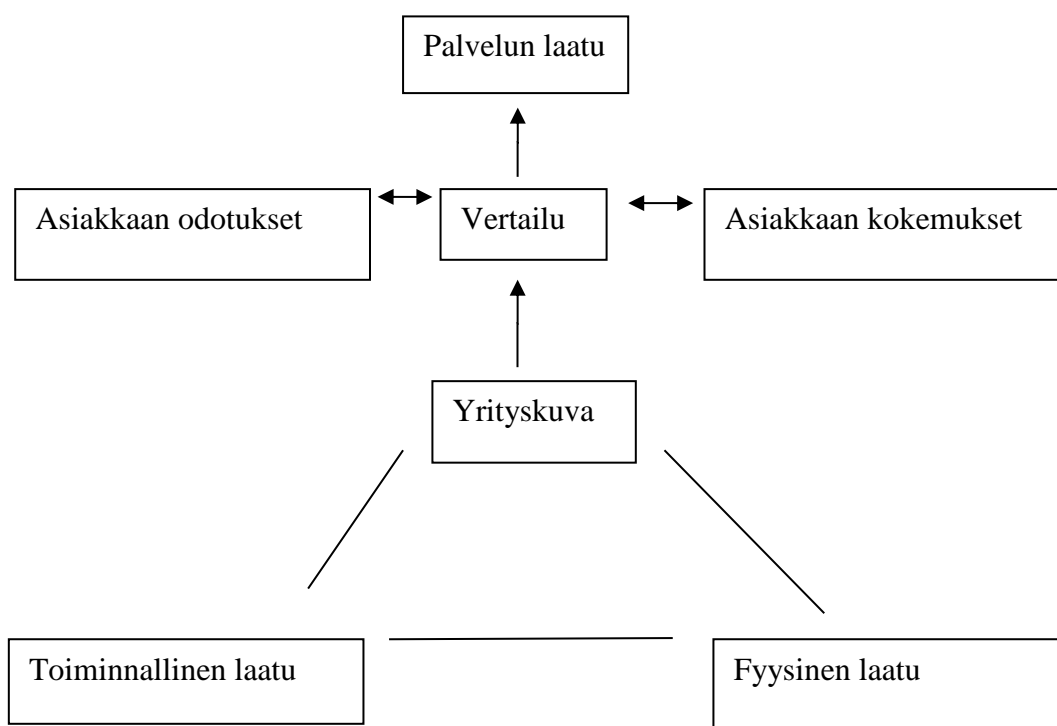 Palvelun laatu
Asiakkaan odotukset
Vertailu
Asiakkaan kokemukset
Yrityskuva
Toiminnallinen laatu
Fyysinen laatu